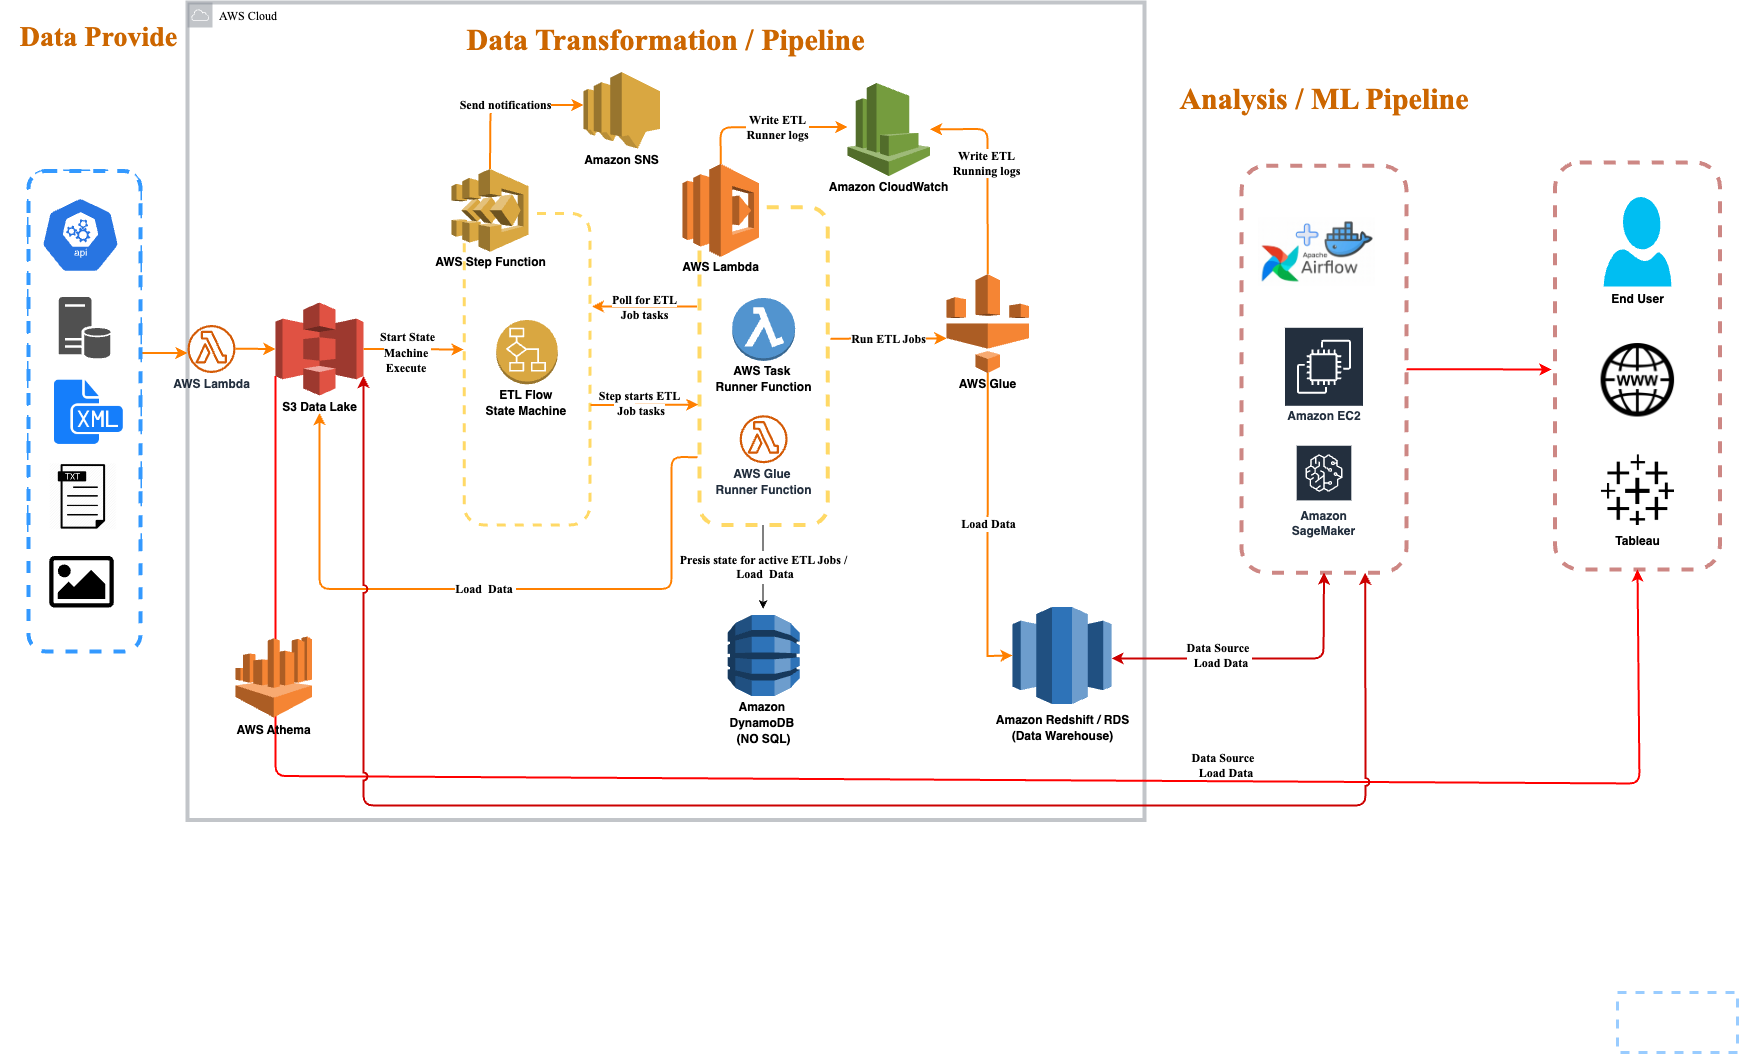 AWS Cloud
Data Provide
Data Transformation / Pipeline
Analysis / ML Pipeline
Send notifications
Amazon SNS
Write ETL
Runner logs
Amazon CloudWatch
Write ETL
Running logs
api
AWS Step Function
AWS Lambda
Apache
Airflow
End User
Poll for ETL
Job tasks
Start State
Machine
Execute
AWS Lambda
S3 Data Lake
ETL Flow
State Machine
AWS Task
Runner Function
Run ETL Jobs
AWS Glue
Step starts ETL
Job tasks
XML
WWW
Amazon EC2
TXT
AWS Glue
Runner Function
Amazon
SageMaker
Tableau
Load Data
Presis state for active ETL Jobs /
Load Data
Load Data
AWS Athema
Amazon
DynamoDB
(NO SQL)
Amazon Redshift / RDS
(Data Warehouse)
Data Source
Load Data
Data Source
Load Data